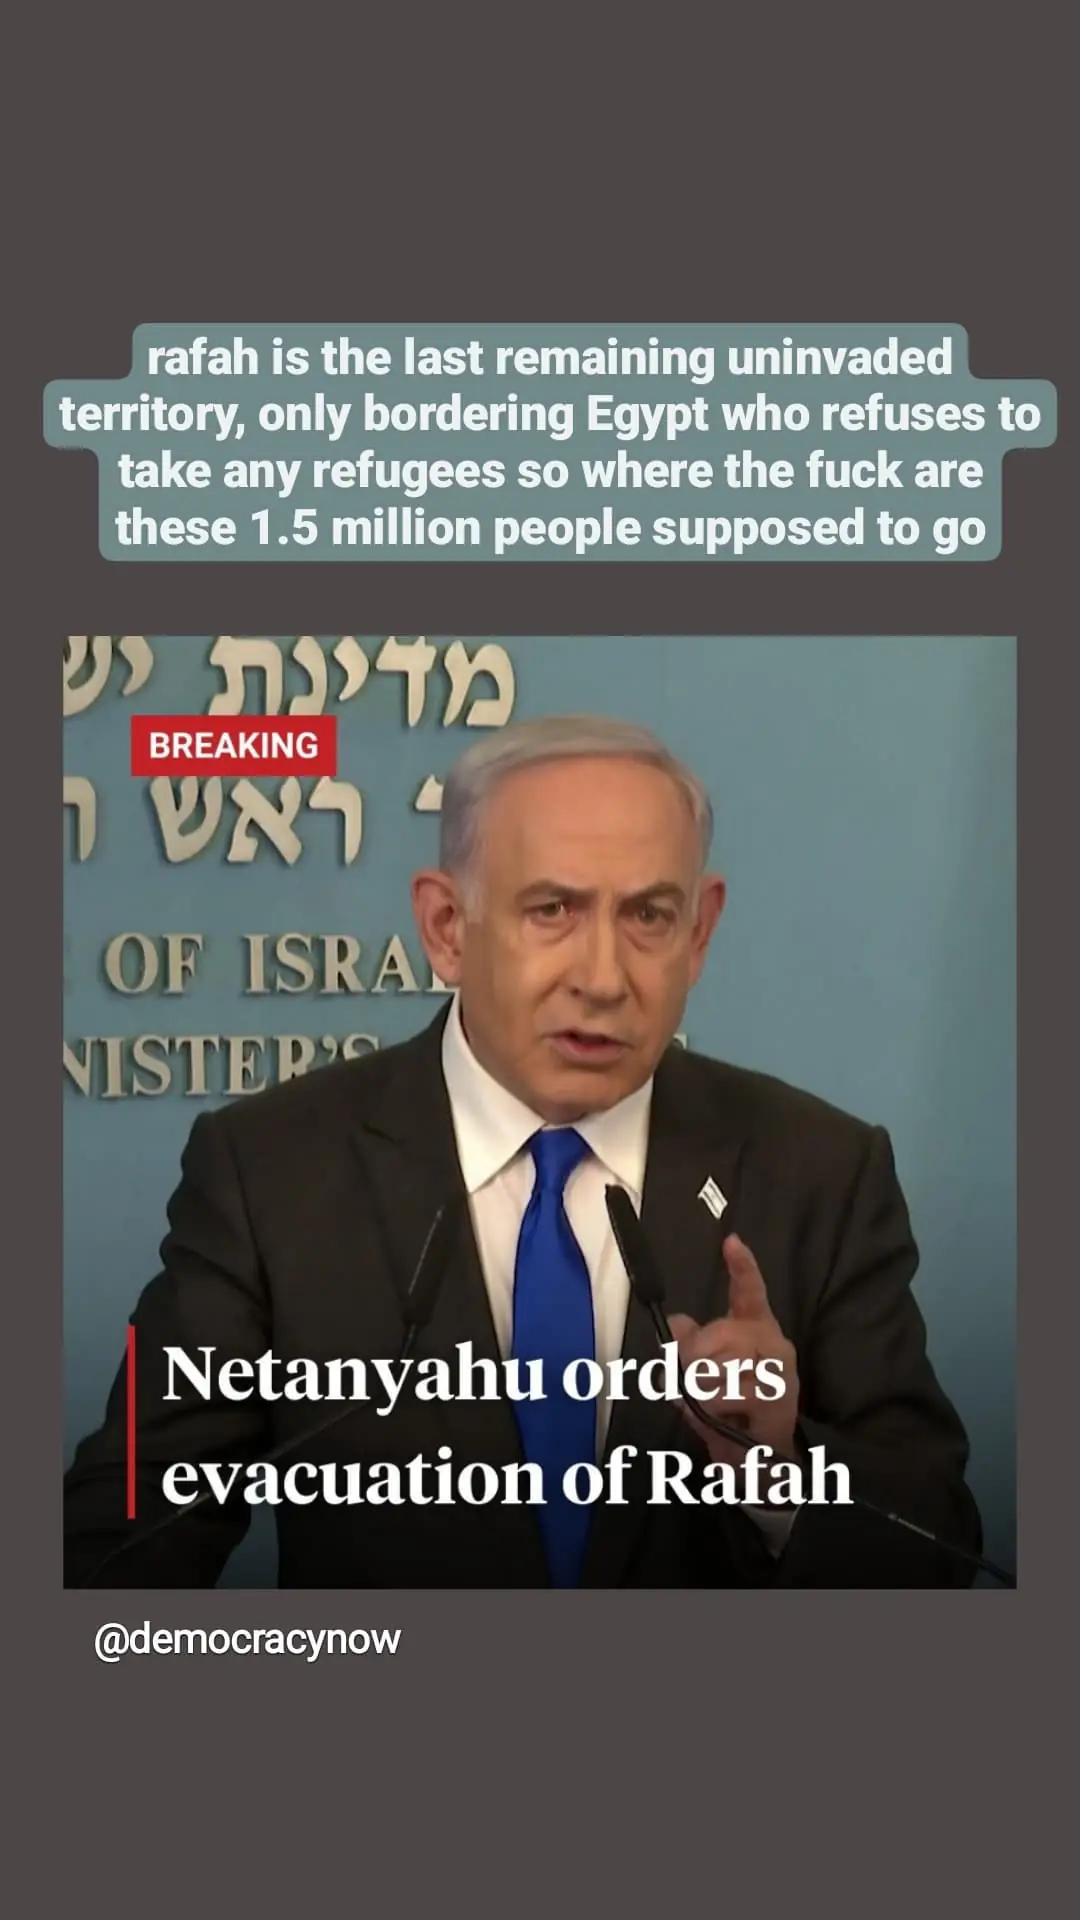 rafah is the last remaining uninvaded
territory, only bordering Egypt who refuses to
take any refugees so where the fuck are
these 1.5 million people supposed to go
מדינת יש
BREAKING
ראש
OF ISRA
NISTER'S
Netanyahu orders
evacuation of Rafah
@democracynow